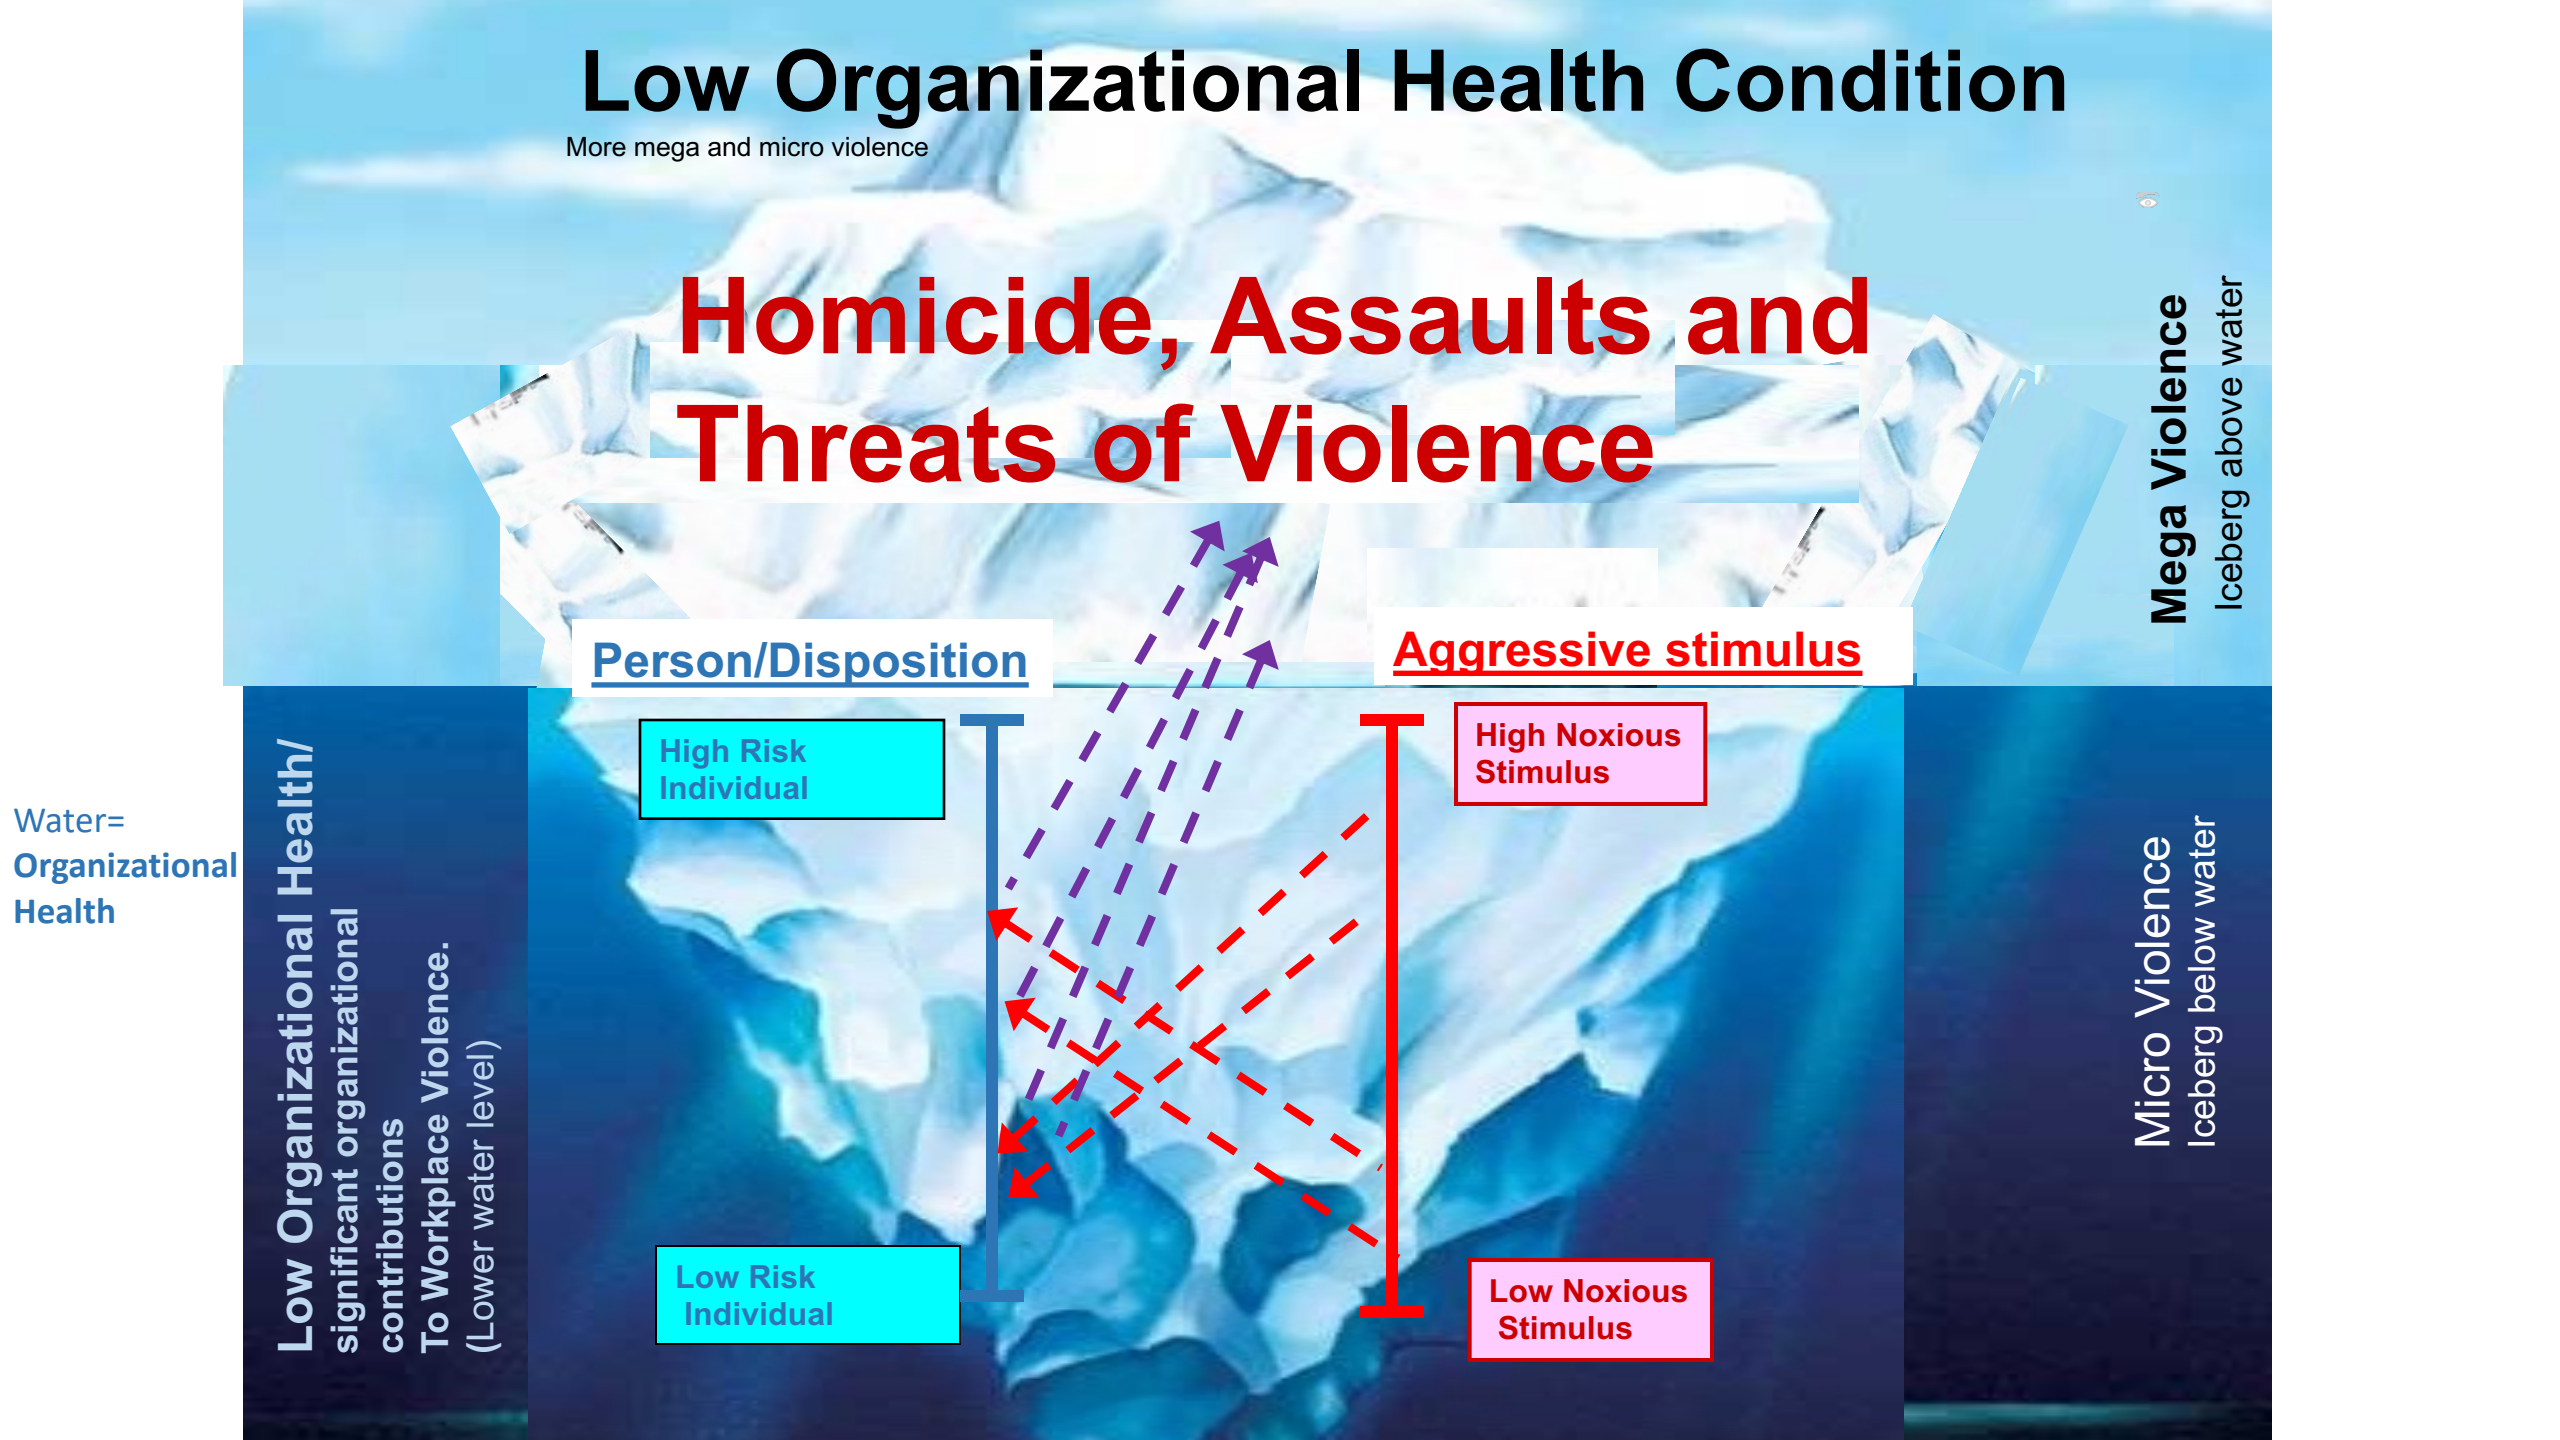 Low Organizational Health Condition
More mega and micro violence
Homicide, Assaults and
Threats of Violence
Mega Violence
Iceberg above water
Person/Disposition
Aggressive stimulus
High Risk
Individual
High Noxious
Stimulus
Water=
Organizational
Health
Low Organizational Health/
significant organizational
contributions
To Workplace Violence.
(Lower water level)
Micro Violence
Iceberg below water
Low Risk
Individual
Low Noxious
Stimulus